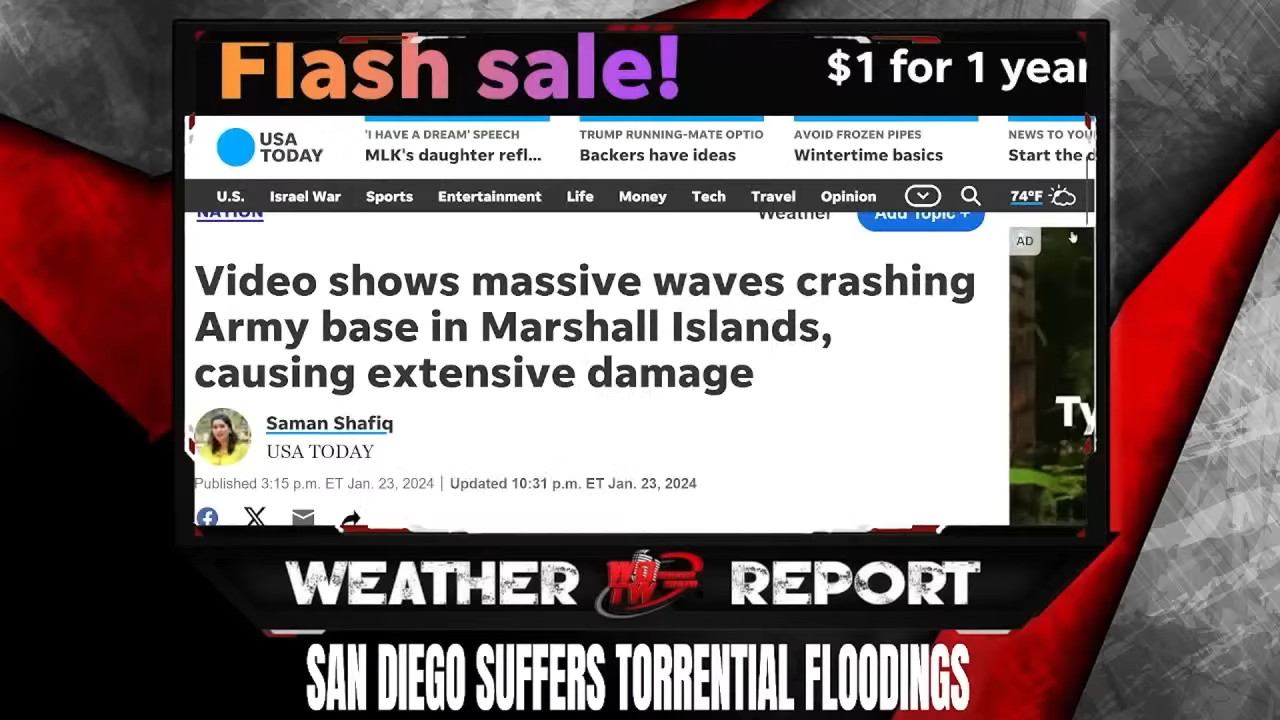 Flash sale!
$1 for 1 year
USA
TODAY
'I HAVE A DREAM' SPEECH
MLK's daughter refl...
TRUMP RUNNING-MATE OPTIO
Backers have ideas
AVOID FROZEN PIPES
Wintertime basics
NEWS TO YOU
Start the d
U.S. Israel War Sports Entertainment Life Money Tech Travel Opinion 74°F
NATION
Weather
Add Topic +
AD
Video shows massive waves crashing
Army base in Marshall Islands,
causing extensive damage
Ty
Saman Shafiq
USA TODAY
Published 3:15 p.m. ET Jan. 23, 2024 | Updated 10:31 p.m. ET Jan. 23, 2024
WEATHER REPORT
SAN DIEGO SUFFERS TORRENTIAL FLOODINGS